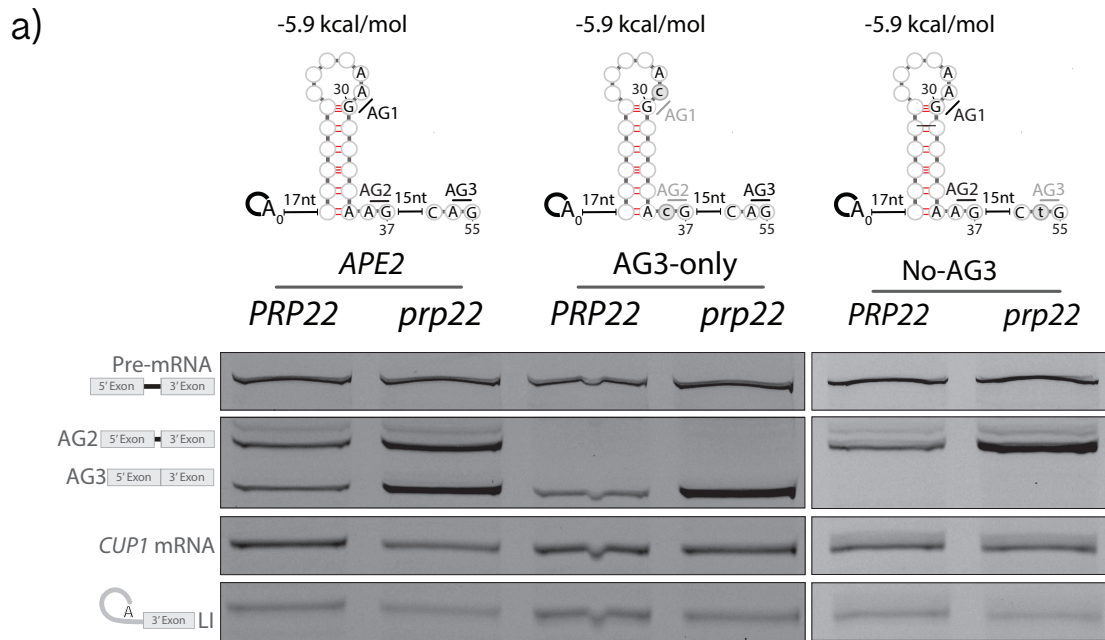 a)
-5.9 kcal/mol -5.9 kcal/mol -5.9 kcal/mol
A A A
A c A
30 G 30 G 30 G
AG1 AG1 AG1
17nt AG2 15nt AG3 17nt AG2 15nt AG3 17nt AG2 15nt AG3
A0 A A G C A G A0 A c G C A G A0 A A G C t G
37 55 37 55 37 55
APE2 AG3-only No-AG3
PRP22 prp22 PRP22 prp22 PRP22 prp22
Pre-mRNA
5' Exon 3' Exon
AG2 5' Exon 3' Exon
AG3 5' Exon 3' Exon
CUP1 mRNA
A 3' Exon LI